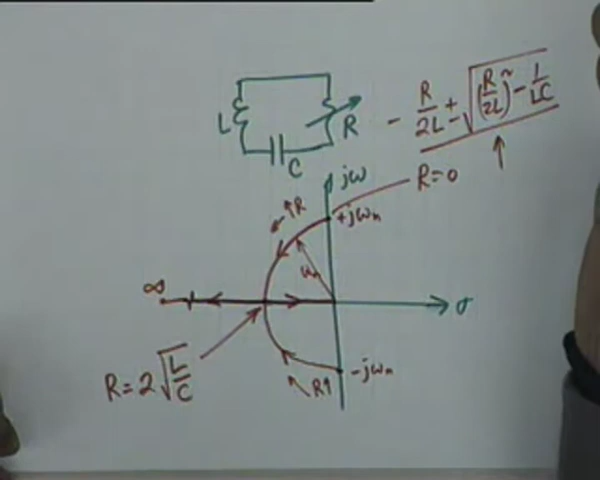 L
R
C
- R/2L ± √((R/2L)² - 1/LC)
jω
R=0
↑R
+jωn
ωn
∞
σ
R = 2√(L/C)
R↑
-jωn